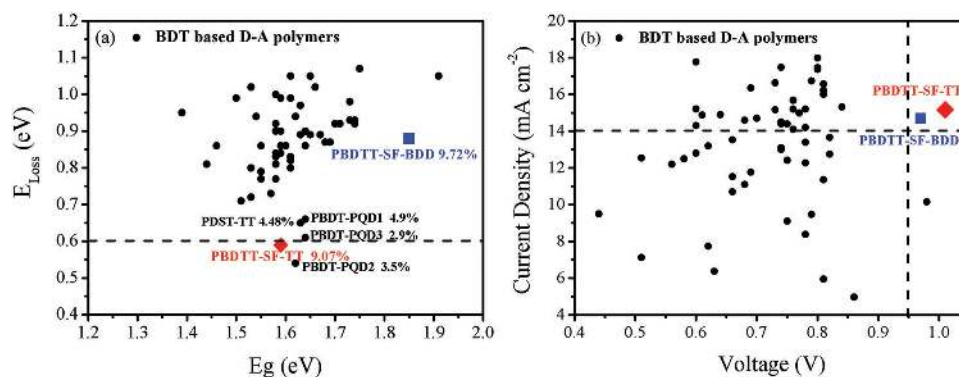 (a) ● BDT based D-A polymers
1.2
1.1
1.0
0.9
0.8
0.7
0.6
0.5
0.4
E_Loss (eV)
PBDTT-SF-BDD 9.72%
PDST-TT 4.48%
PBDT-PQD1 4.9%
PBDT-PQD3 2.9%
PBDTT-SF-TT 9.07%
PBDT-PQD2 3.5%
1.2 1.3 1.4 1.5 1.6 1.7 1.8 1.9 2.0
Eg (eV)
(b) ● BDT based D-A polymers
20
18
16
14
12
10
8
6
4
Current Density (mA cm⁻²)
PBDTT-SF-TT
PBDTT-SF-BDD
0.4 0.5 0.6 0.7 0.8 0.9 1.0
Voltage (V)